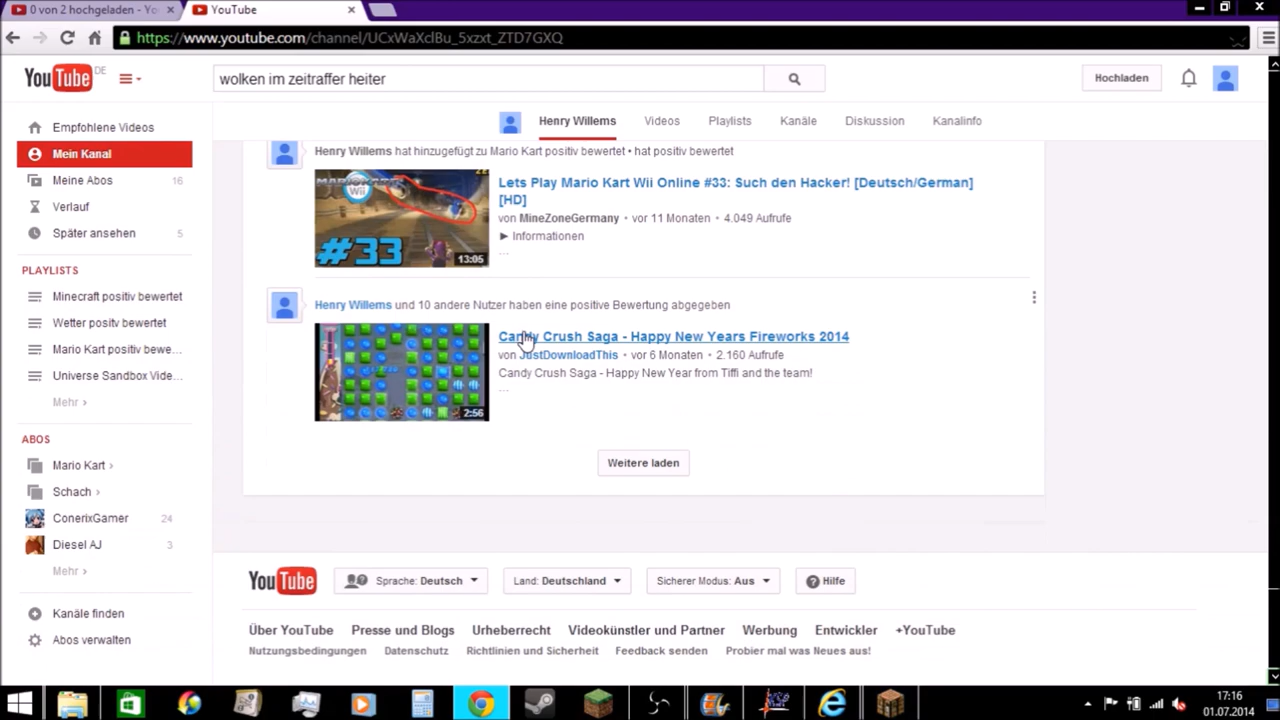 0 von 2 hochgeladen - Yo
YouTube
https://www.youtube.com/channel/UCxWaXclBu_5xzxt_ZTD7GXQ
YouTube DE
wolken im zeitraffer heiter
Hochladen
Henry Willems
Videos
Playlists
Kanäle
Diskussion
Kanalinfo
Empfohlene Videos
Mein Kanal
Meine Abos 16
Verlauf
Später ansehen 5
PLAYLISTS
Minecraft positiv bewertet
Wetter positv bewertet
Mario Kart positiv bewe...
Universe Sandbox Vide...
Mehr ›
ABOS
Mario Kart ›
Schach ›
ConerixGamer 24
Diesel AJ 3
Mehr ›
Kanäle finden
Abos verwalten
Henry Willems hat hinzugefügt zu Mario Kart positiv bewertet • hat positiv bewertet
MARIOKART
Wii
#33
13:05
Lets Play Mario Kart Wii Online #33: Such den Hacker! [Deutsch/German]
[HD]
von MineZoneGermany • vor 11 Monaten • 4.049 Aufrufe
► Informationen
...
Henry Willems und 10 andere Nutzer haben eine positive Bewertung abgegeben
2:56
Candy Crush Saga - Happy New Years Fireworks 2014
von JustDownloadThis • vor 6 Monaten • 2.160 Aufrufe
Candy Crush Saga - Happy New Year from Tiffi and the team!
...
Weitere laden
YouTube
Sprache: Deutsch
Land: Deutschland
Sicherer Modus: Aus
Hilfe
Über YouTube
Presse und Blogs
Urheberrecht
Videokünstler und Partner
Werbung
Entwickler
+YouTube
Nutzungsbedingungen
Datenschutz
Richtlinien und Sicherheit
Feedback senden
Probier mal was Neues aus!
17:16
01.07.2014